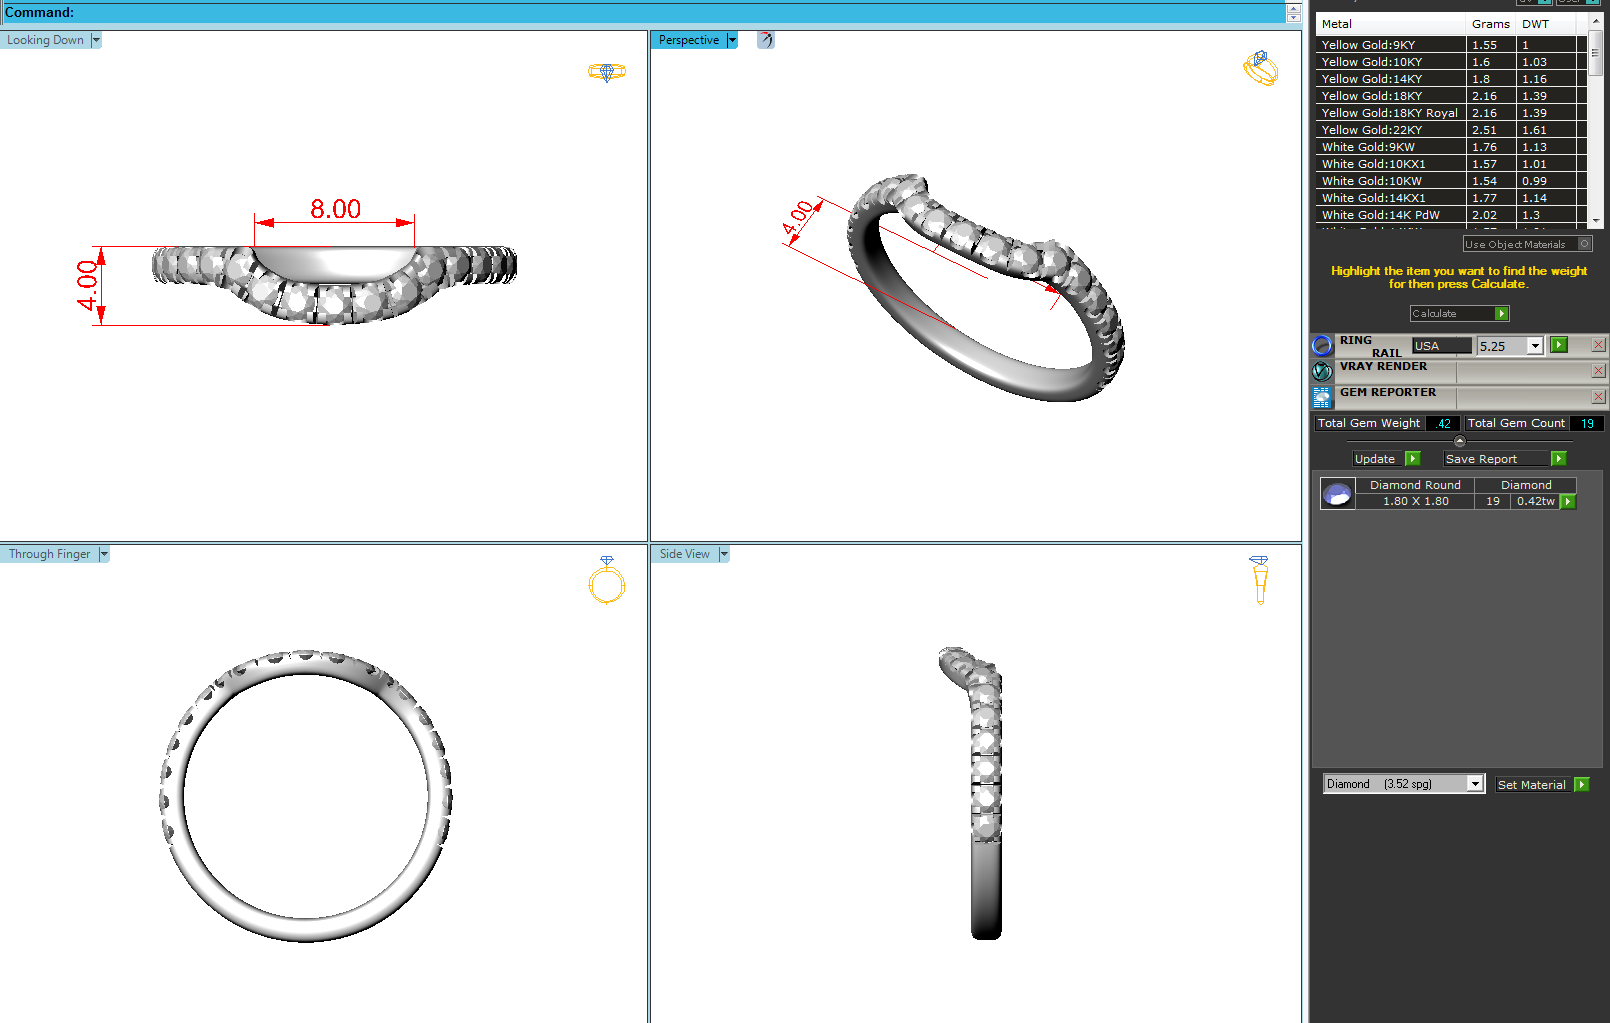 Command:
Looking Down
8.00
4.00
Perspective
4.00
Through Finger
Side View
Metal Grams DWT
Yellow Gold:9KY 1.55 1
Yellow Gold:10KY 1.6 1.03
Yellow Gold:14KY 1.8 1.16
Yellow Gold:18KY 2.16 1.39
Yellow Gold:18KY Royal 2.16 1.39
Yellow Gold:22KY 2.51 1.61
White Gold:9KW 1.76 1.13
White Gold:10KX1 1.57 1.01
White Gold:10KW 1.54 0.99
White Gold:14KX1 1.77 1.14
White Gold:14K PdW 2.02 1.3
Use Object Materials
Highlight the item you want to find the weight
for then press Calculate.
Calculate
RING
RAIL USA 5.25
VRAY RENDER
GEM REPORTER
Total Gem Weight .42 Total Gem Count 19
Update Save Report
Diamond Round Diamond
1.80 X 1.80 19 0.42tw
Diamond (3.52 spg) Set Material